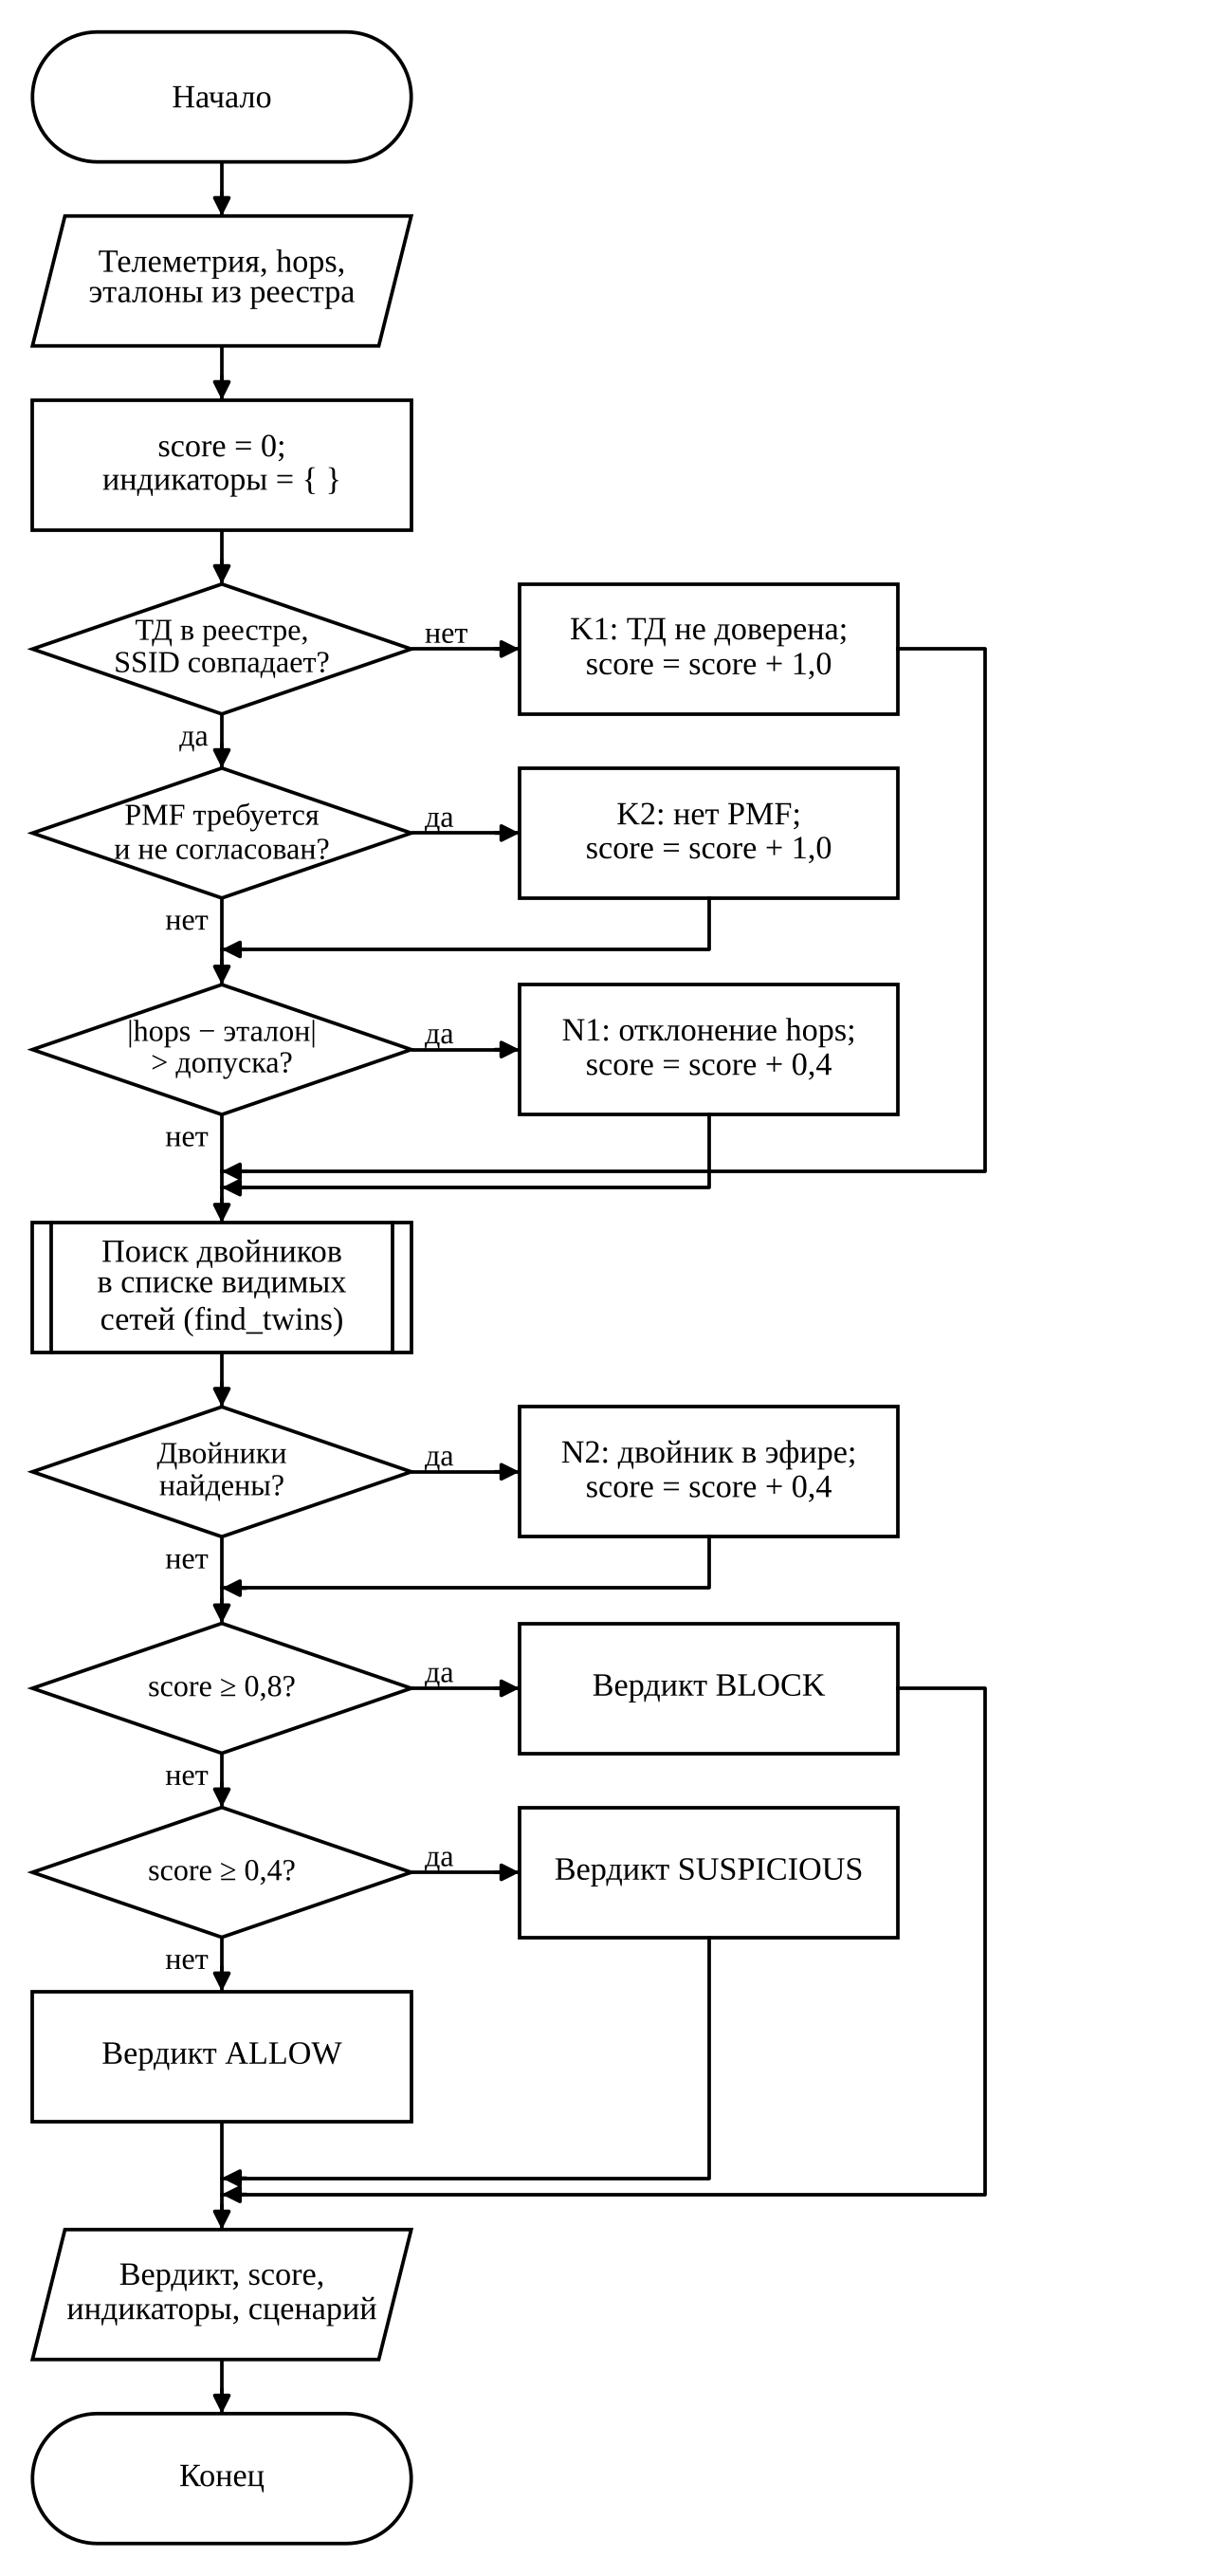 Начало
Телеметрия, hops,
эталоны из реестра
score = 0;
индикаторы = { }
ТД в реестре,
SSID совпадает?
нет
K1: ТД не доверена;
score = score + 1,0
да
PMF требуется
и не согласован?
да
K2: нет PMF;
score = score + 1,0
нет
|hops − эталон|
> допуска?
да
N1: отклонение hops;
score = score + 0,4
нет
Поиск двойников
в списке видимых
сетей (find_twins)
Двойники
найдены?
да
N2: двойник в эфире;
score = score + 0,4
нет
score ≥ 0,8?
да
Вердикт BLOCK
нет
score ≥ 0,4?
да
Вердикт SUSPICIOUS
нет
Вердикт ALLOW
Вердикт, score,
индикаторы, сценарий
Конец